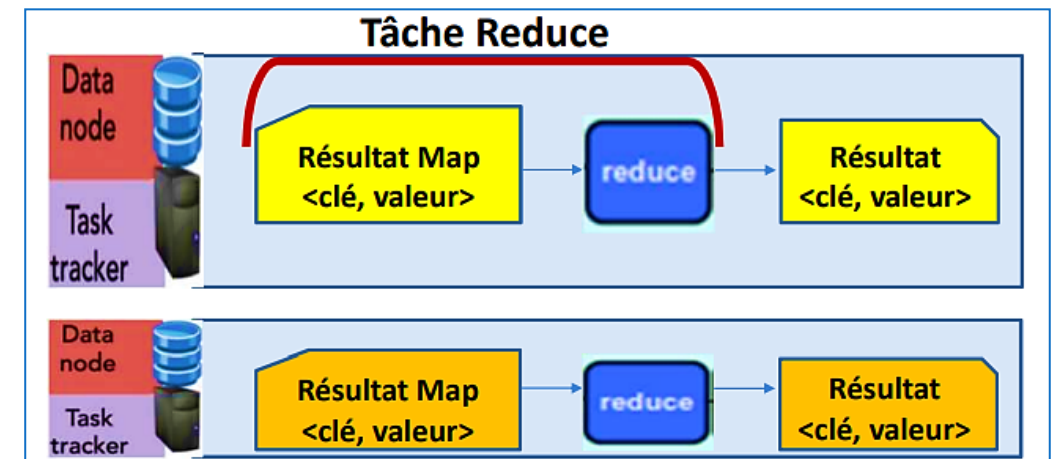 Tâche Reduce
Data
node
Task
tracker
Résultat Map
<clé, valeur>
reduce
Résultat
<clé, valeur>
Data
node
Task
tracker
Résultat Map
<clé, valeur>
reduce
Résultat
<clé, valeur>